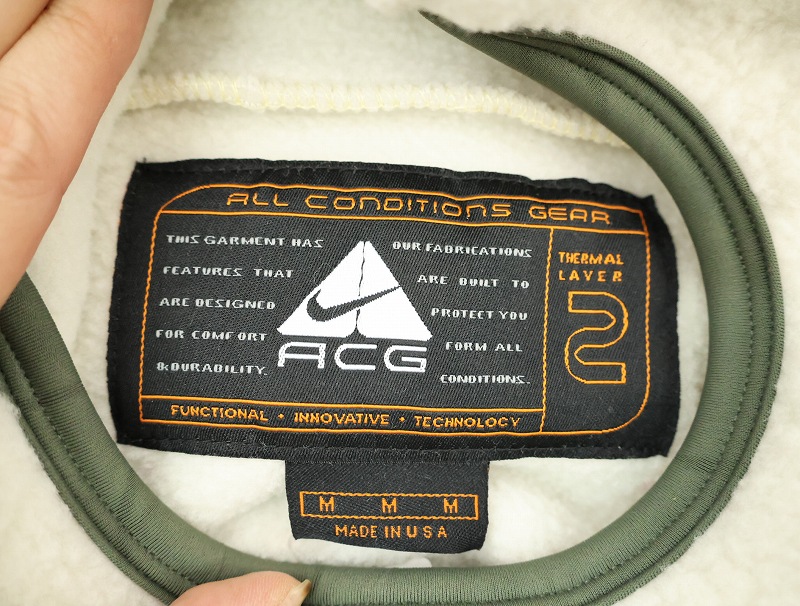 ALL CONDITIONS GEAR
THIS GARMENT HAS
FEATURES THAT
ARE DESIGNED
FOR COMFORT
&DURABILITY.
ACG
OUR FABRICATIONS
ARE BUILT TO
PROTECT YOU
FORM ALL
CONDITIONS.
THERMAL
LAYER
2
FUNCTIONAL • INNOVATIVE • TECHNOLOGY
M M M
MADE IN USA